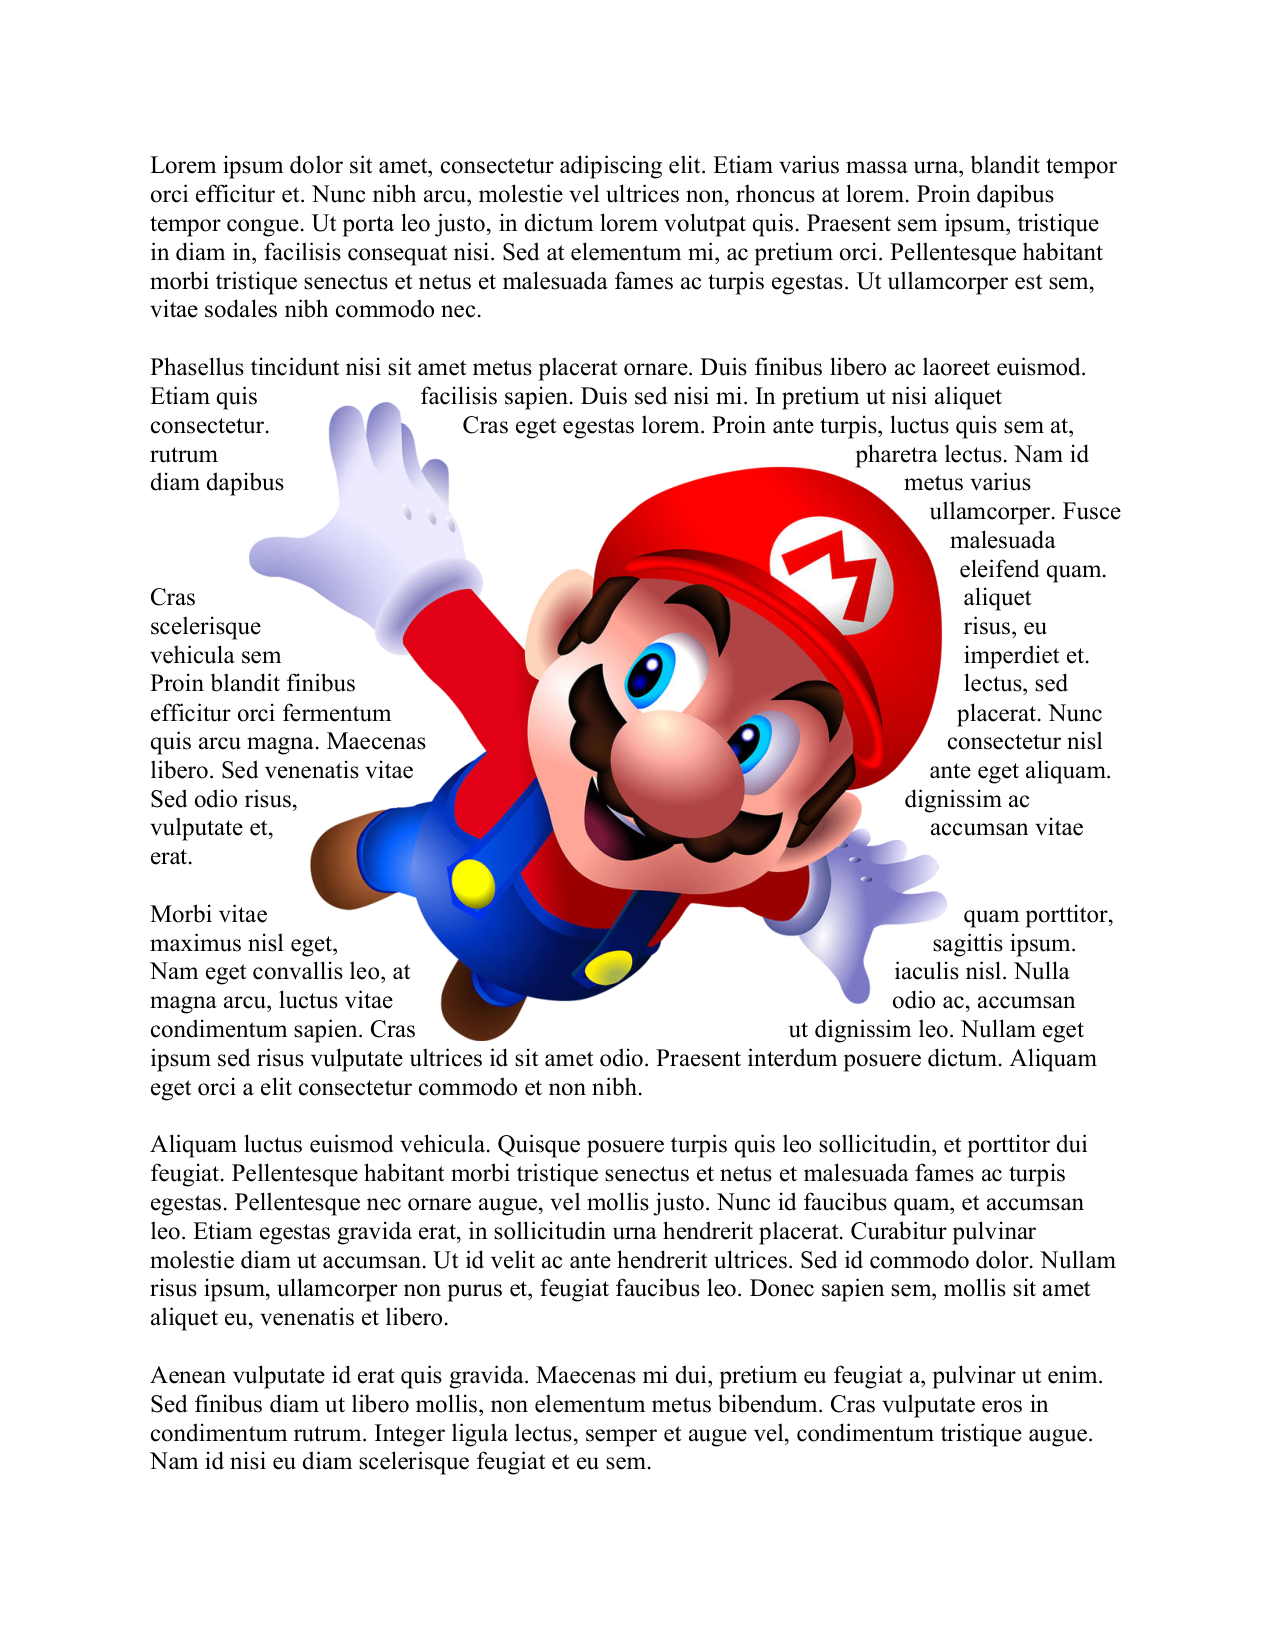 Lorem ipsum dolor sit amet, consectetur adipiscing elit. Etiam varius massa urna, blandit tempor
orci efficitur et. Nunc nibh arcu, molestie vel ultrices non, rhoncus at lorem. Proin dapibus
tempor congue. Ut porta leo justo, in dictum lorem volutpat quis. Praesent sem ipsum, tristique
in diam in, facilisis consequat nisi. Sed at elementum mi, ac pretium orci. Pellentesque habitant
morbi tristique senectus et netus et malesuada fames ac turpis egestas. Ut ullamcorper est sem,
vitae sodales nibh commodo nec.
Phasellus tincidunt nisi sit amet metus placerat ornare. Duis finibus libero ac laoreet euismod.
Etiam quis facilisis sapien. Duis sed nisi mi. In pretium ut nisi aliquet
consectetur. Cras eget egestas lorem. Proin ante turpis, luctus quis sem at,
rutrum pharetra lectus. Nam id
diam dapibus metus varius
ullamcorper. Fusce
malesuada
eleifend quam.
Cras aliquet
scelerisque risus, eu
vehicula sem imperdiet et.
Proin blandit finibus lectus, sed
efficitur orci fermentum placerat. Nunc
quis arcu magna. Maecenas consectetur nisl
libero. Sed venenatis vitae ante eget aliquam.
Sed odio risus, dignissim ac
vulputate et, accumsan vitae
erat.
Morbi vitae quam porttitor,
maximus nisl eget, sagittis ipsum.
Nam eget convallis leo, at iaculis nisl. Nulla
magna arcu, luctus vitae odio ac, accumsan
condimentum sapien. Cras ut dignissim leo. Nullam eget
ipsum sed risus vulputate ultrices id sit amet odio. Praesent interdum posuere dictum. Aliquam
eget orci a elit consectetur commodo et non nibh.
Aliquam luctus euismod vehicula. Quisque posuere turpis quis leo sollicitudin, et porttitor dui
feugiat. Pellentesque habitant morbi tristique senectus et netus et malesuada fames ac turpis
egestas. Pellentesque nec ornare augue, vel mollis justo. Nunc id faucibus quam, et accumsan
leo. Etiam egestas gravida erat, in sollicitudin urna hendrerit placerat. Curabitur pulvinar
molestie diam ut accumsan. Ut id velit ac ante hendrerit ultrices. Sed id commodo dolor. Nullam
risus ipsum, ullamcorper non purus et, feugiat faucibus leo. Donec sapien sem, mollis sit amet
aliquet eu, venenatis et libero.
Aenean vulputate id erat quis gravida. Maecenas mi dui, pretium eu feugiat a, pulvinar ut enim.
Sed finibus diam ut libero mollis, non elementum metus bibendum. Cras vulputate eros in
condimentum rutrum. Integer ligula lectus, semper et augue vel, condimentum tristique augue.
Nam id nisi eu diam scelerisque feugiat et eu sem.
M